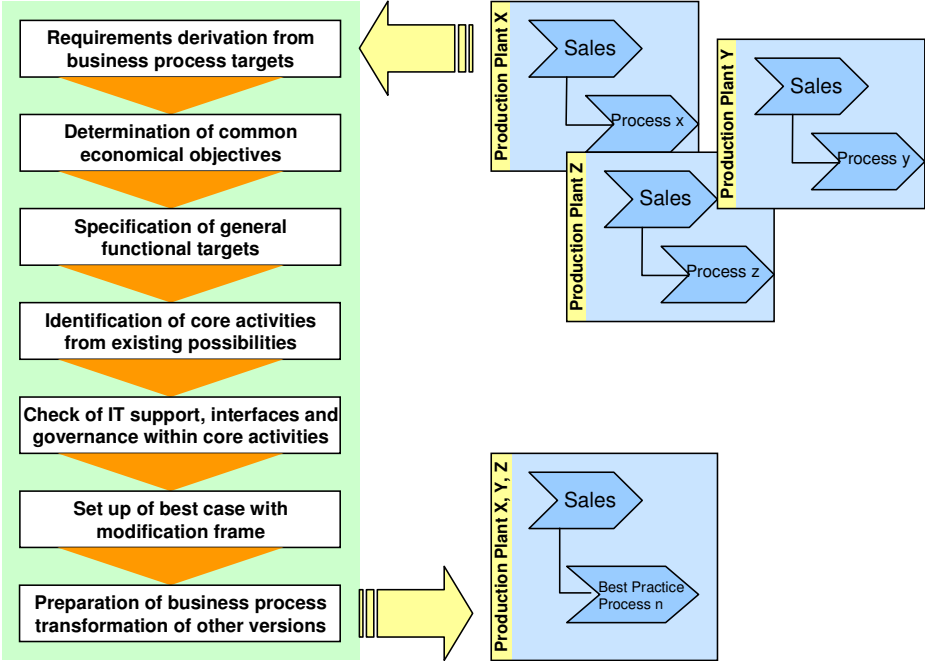 Requirements derivation from
business process targets
Determination of common
economical objectives
Specification of general
functional targets
Identification of core activities
from existing possibilities
Check of IT support, interfaces and
governance within core activities
Set up of best case with
modification frame
Preparation of business process
transformation of other versions
Production Plant X
Sales
Process x
Production Plant Y
Sales
Process y
Production Plant Z
Sales
Process z
Production Plant X, Y, Z
Sales
Best Practice
Process n